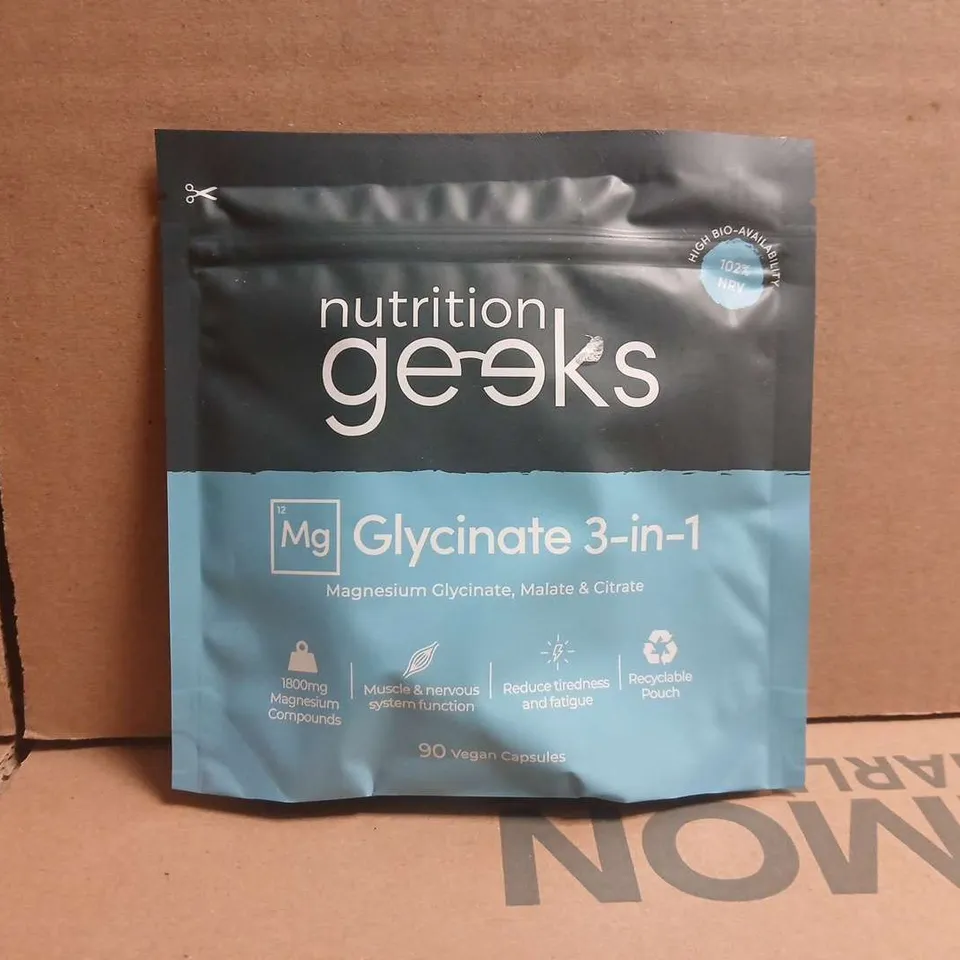 HIGH BIO-AVAILABILITY
102%
NRV
nutrition
geeks
12
Mg
Glycinate 3-in-1
Magnesium Glycinate, Malate & Citrate
1800mg
Magnesium
Compounds
Muscle & nervous
system function
Reduce tiredness
and fatigue
Recyclable
Pouch
90 Vegan Capsules